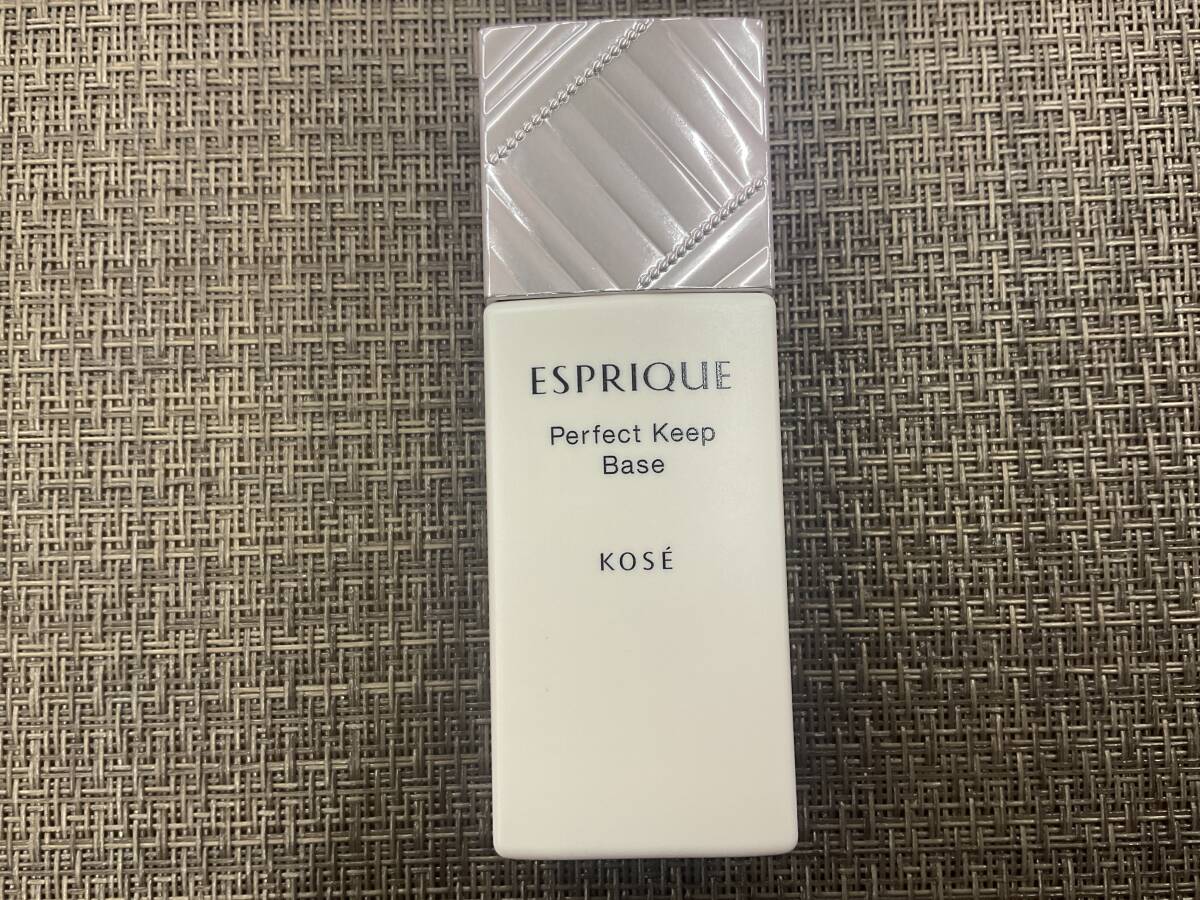 ESPRIQUE
Perfect Keep
Base
KOSÉ